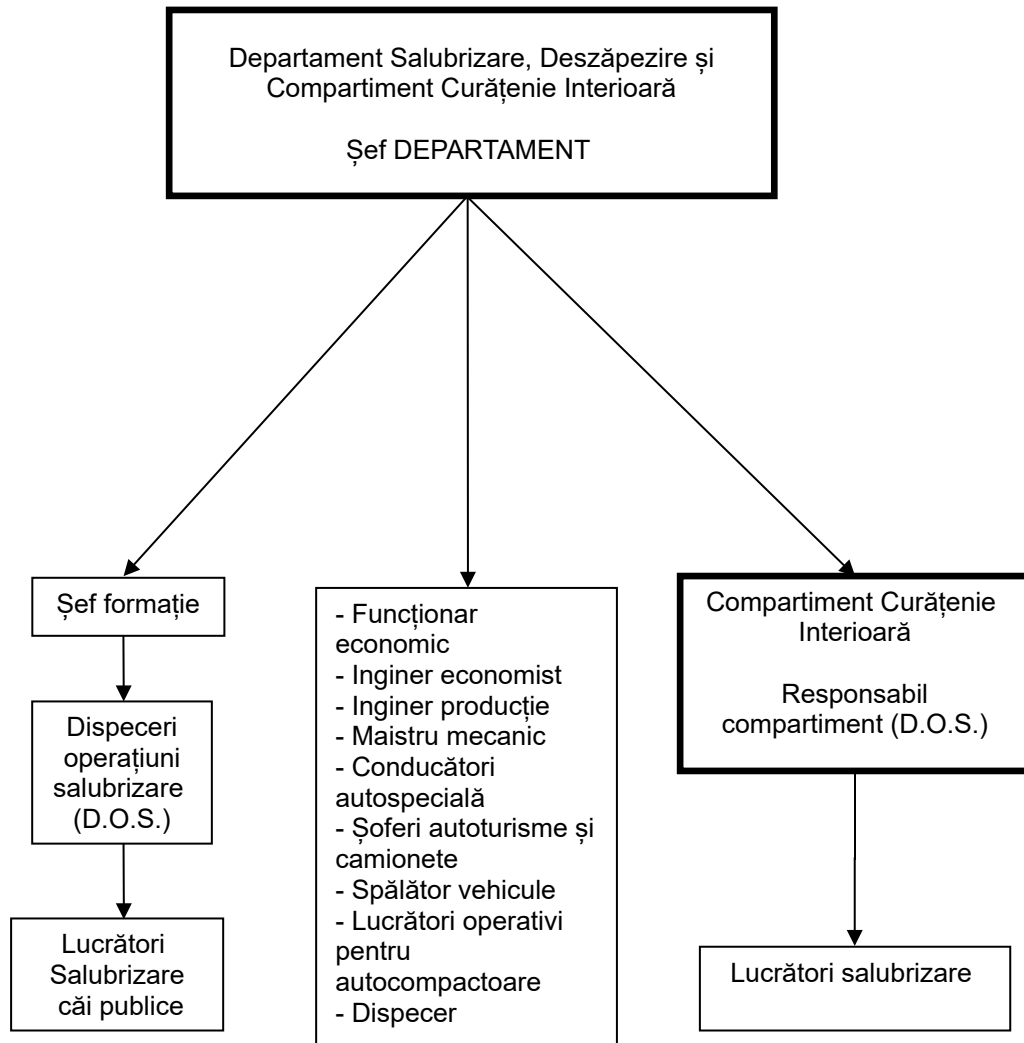 Departament Salubrizare, Deszăpezire și
Compartiment Curățenie Interioară
Șef DEPARTAMENT
Șef formație
Dispeceri
operațiuni
salubrizare
(D.O.S.)
Lucrători
Salubrizare
căi publice
- Funcționar
economic
- Inginer economist
- Inginer producție
- Maistru mecanic
- Conducători
autospecială
- Șoferi autoturisme și
camionete
- Spălător vehicule
- Lucrători operativi
pentru
autocompactoare
- Dispecer
Compartiment Curățenie
Interioară
Responsabil
compartiment (D.O.S.)
Lucrători salubrizare